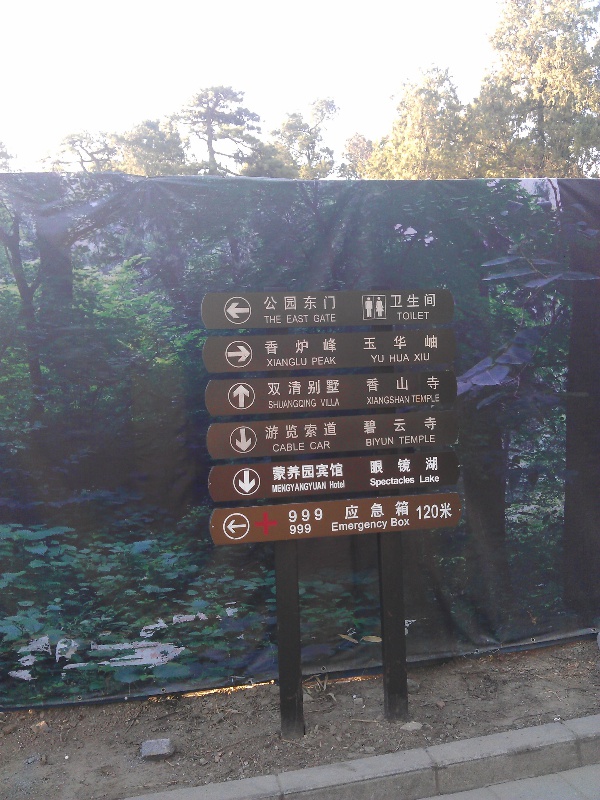 公园东门 卫生间
THE EAST GATE TOILET
香炉峰 玉华岫
XIANGLU PEAK YU HUA XIU
双清别墅 香山寺
SHUANGQING VILLA XIANGSHAN TEMPLE
游览索道 碧云寺
CABLE CAR BIYUN TEMPLE
蒙养园宾馆 眼镜湖
MENGYANGYUAN Hotel Spectacles Lake
999 应急箱 120米
999 Emergency Box